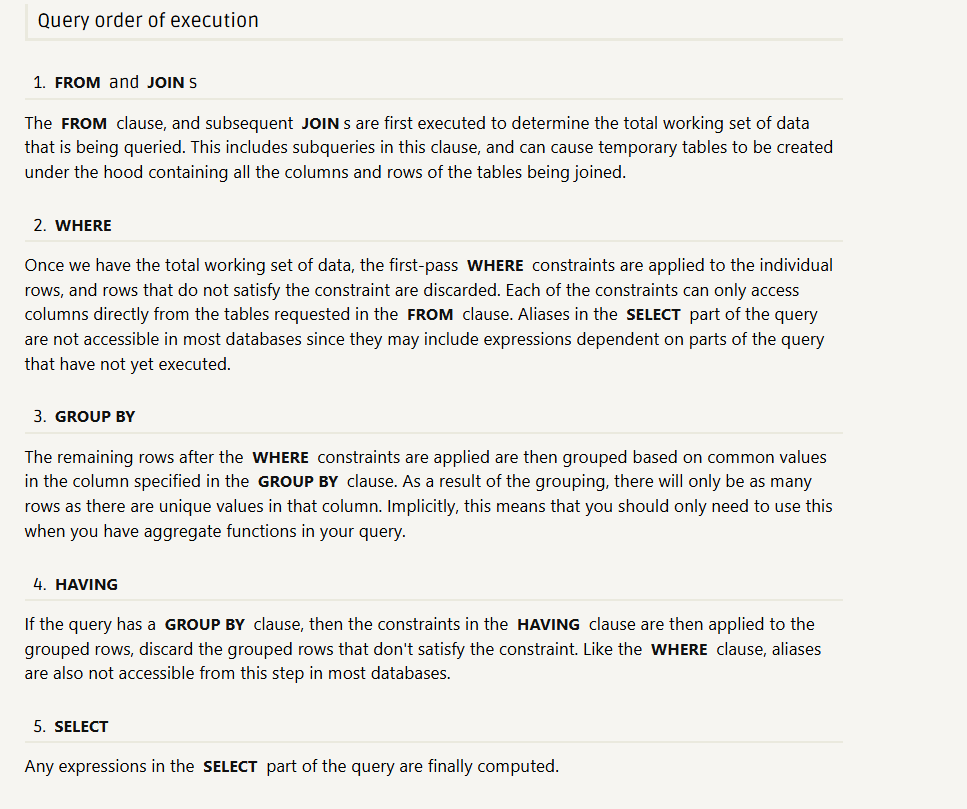 Query order of execution
1. FROM and JOIN s
The FROM clause, and subsequent JOIN s are first executed to determine the total working set of data
that is being queried. This includes subqueries in this clause, and can cause temporary tables to be created
under the hood containing all the columns and rows of the tables being joined.
2. WHERE
Once we have the total working set of data, the first-pass WHERE constraints are applied to the individual
rows, and rows that do not satisfy the constraint are discarded. Each of the constraints can only access
columns directly from the tables requested in the FROM clause. Aliases in the SELECT part of the query
are not accessible in most databases since they may include expressions dependent on parts of the query
that have not yet executed.
3. GROUP BY
The remaining rows after the WHERE constraints are applied are then grouped based on common values
in the column specified in the GROUP BY clause. As a result of the grouping, there will only be as many
rows as there are unique values in that column. Implicitly, this means that you should only need to use this
when you have aggregate functions in your query.
4. HAVING
If the query has a GROUP BY clause, then the constraints in the HAVING clause are then applied to the
grouped rows, discard the grouped rows that don't satisfy the constraint. Like the WHERE clause, aliases
are also not accessible from this step in most databases.
5. SELECT
Any expressions in the SELECT part of the query are finally computed.